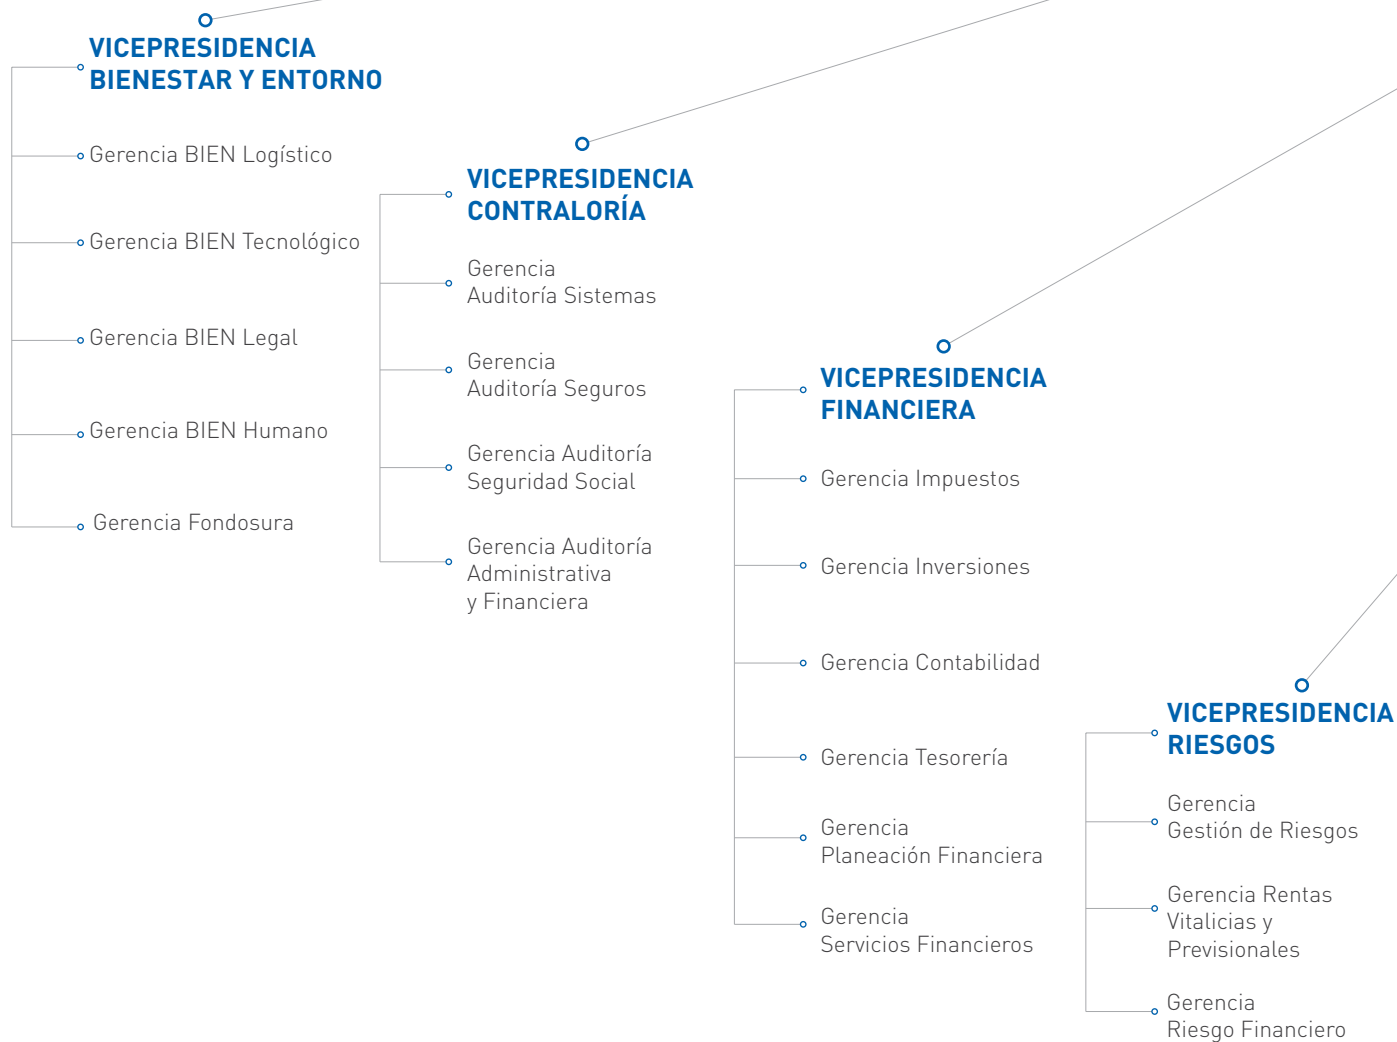 VICEPRESIDENCIA
BIENESTAR Y ENTORNO
Gerencia BIEN Logístico
Gerencia BIEN Tecnológico
Gerencia BIEN Legal
Gerencia BIEN Humano
Gerencia Fondosura
VICEPRESIDENCIA
CONTRALORÍA
Gerencia
Auditoría Sistemas
Gerencia
Auditoría Seguros
Gerencia Auditoría
Seguridad Social
Gerencia Auditoría
Administrativa
y Financiera
VICEPRESIDENCIA
FINANCIERA
Gerencia Impuestos
Gerencia Inversiones
Gerencia Contabilidad
Gerencia Tesorería
Gerencia
Planeación Financiera
Gerencia
Servicios Financieros
VICEPRESIDENCIA
RIESGOS
Gerencia
Gestión de Riesgos
Gerencia Rentas
Vitalicias y
Previsionales
Gerencia
Riesgo Financiero